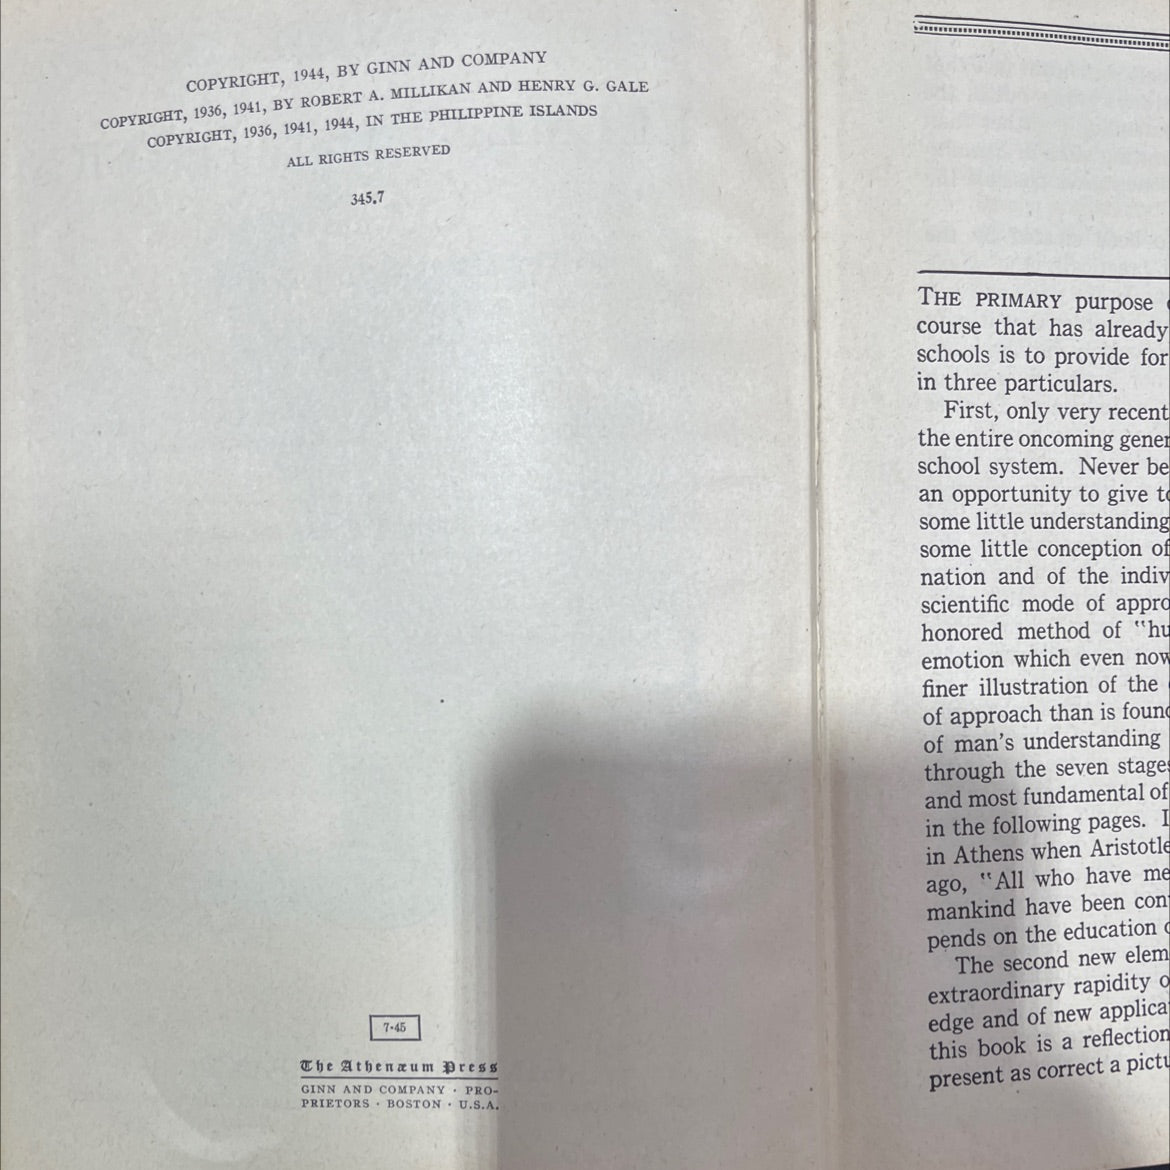 COPYRIGHT, 1944, BY GINN AND COMPANY
COPYRIGHT, 1936, 1941, BY ROBERT A. MILLIKAN AND HENRY G. GALE
COPYRIGHT, 1936, 1941, 1944, IN THE PHILIPPINE ISLANDS
ALL RIGHTS RESERVED
345.7
7·45
The Athenæum Press
GINN AND COMPANY · PRO-
PRIETORS · BOSTON · U.S.A.
THE PRIMARY purpose
course that has already
schools is to provide for
in three particulars.
First, only very recent
the entire oncoming gener
school system. Never be
an opportunity to give to
some little understanding
some little conception of
nation and of the indiv
scientific mode of appro
honored method of "hu
emotion which even now
finer illustration of the
of approach than is found
of man's understanding
through the seven stages
and most fundamental of
in the following pages. I
in Athens when Aristotle
ago, "All who have me
mankind have been con
pends on the education
The second new elem
extraordinary rapidity o
edge and of new applica
this book is a reflection
present as correct a pictu